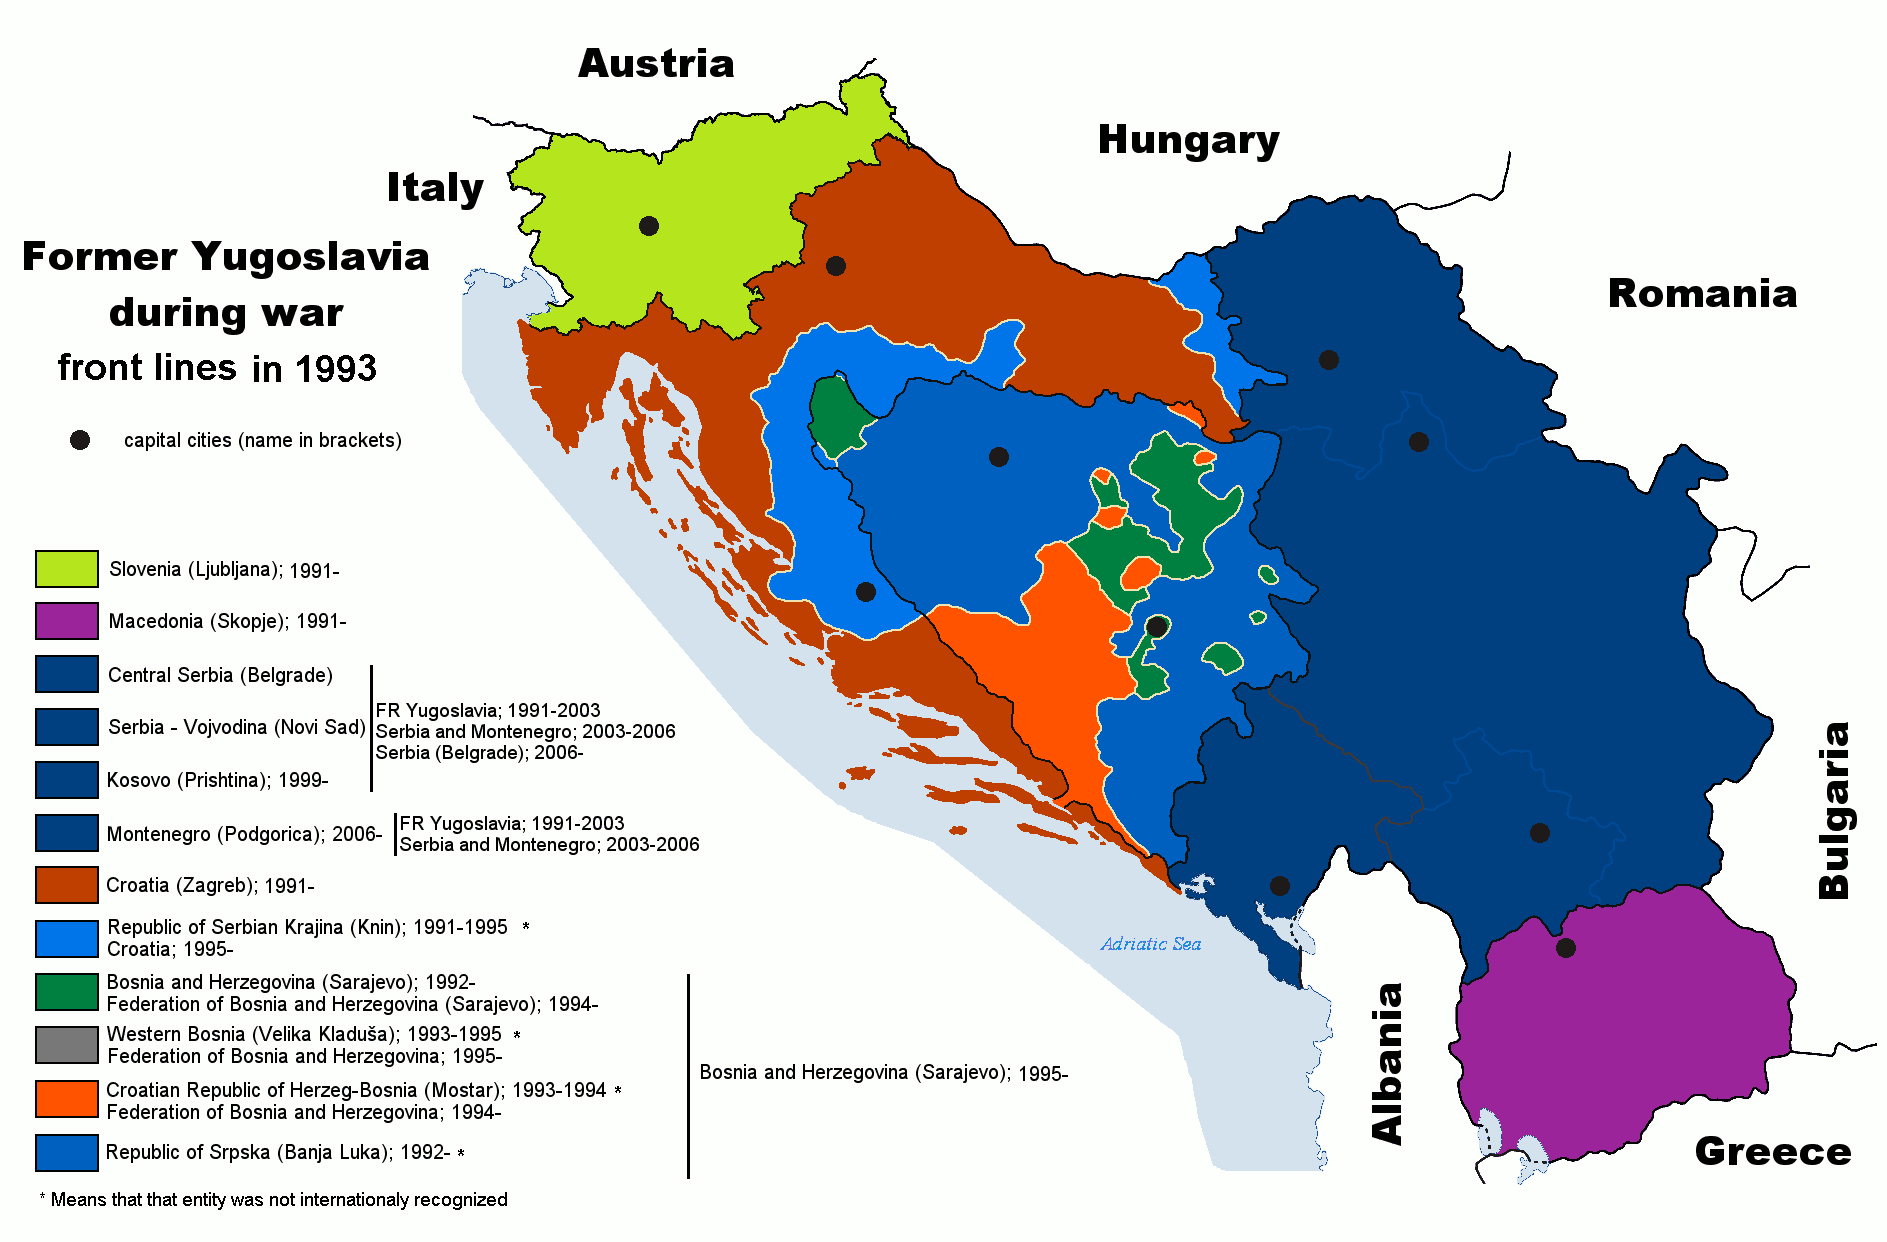 Austria
Hungary
Italy
Romania
Former Yugoslavia
during war
front lines in 1993
capital cities (name in brackets)
Slovenia (Ljubljana); 1991-
Macedonia (Skopje); 1991-
Central Serbia (Belgrade)
Serbia - Vojvodina (Novi Sad)
Kosovo (Prishtina); 1999-
FR Yugoslavia; 1991-2003
Serbia and Montenegro; 2003-2006
Serbia (Belgrade); 2006-
Montenegro (Podgorica); 2006-
FR Yugoslavia; 1991-2003
Serbia and Montenegro; 2003-2006
Croatia (Zagreb); 1991-
Republic of Serbian Krajina (Knin); 1991-1995 *
Croatia; 1995-
Bosnia and Herzegovina (Sarajevo); 1992-
Federation of Bosnia and Herzegovina (Sarajevo); 1994-
Western Bosnia (Velika Kladuša); 1993-1995 *
Federation of Bosnia and Herzegovina; 1995-
Croatian Republic of Herzeg-Bosnia (Mostar); 1993-1994 *
Federation of Bosnia and Herzegovina; 1994-
Republic of Srpska (Banja Luka); 1992- *
Bosnia and Herzegovina (Sarajevo); 1995-
* Means that that entity was not internationaly recognized
Adriatic Sea
Albania
Bulgaria
Greece